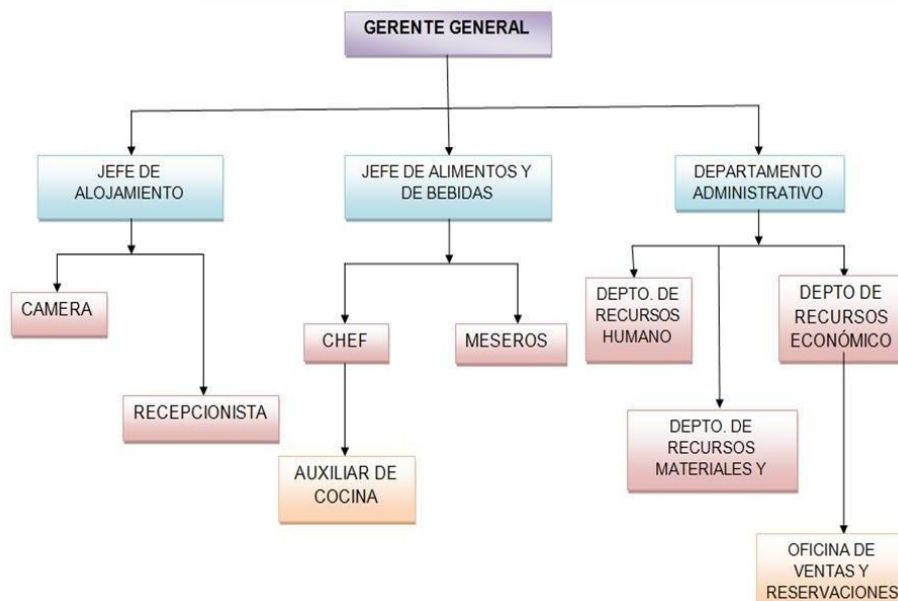 GERENTE GENERAL
JEFE DE
ALOJAMIENTO
JEFE DE ALIMENTOS Y
DE BEBIDAS
DEPARTAMENTO
ADMINISTRATIVO
CAMERA
RECEPCIONISTA
CHEF
MESEROS
AUXILIAR DE
COCINA
DEPTO. DE
RECURSOS
HUMANO
DEPTO. DE
RECURSOS
MATERIALES Y
DEPTO DE
RECURSOS
ECONÓMICO
OFICINA DE
VENTAS Y
RESERVACIONES